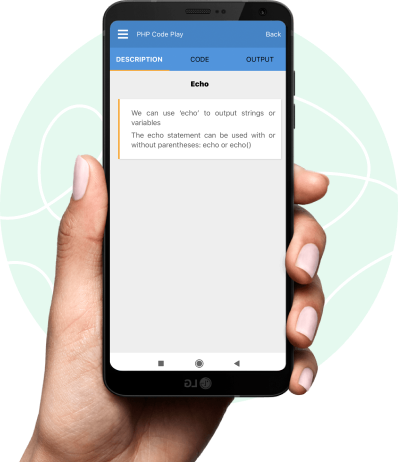 PHP Code Play Back
DESCRIPTION CODE OUTPUT
Echo
We can use 'echo' to output strings or
variables
The echo statement can be used with or
without parentheses: echo or echo()
LG